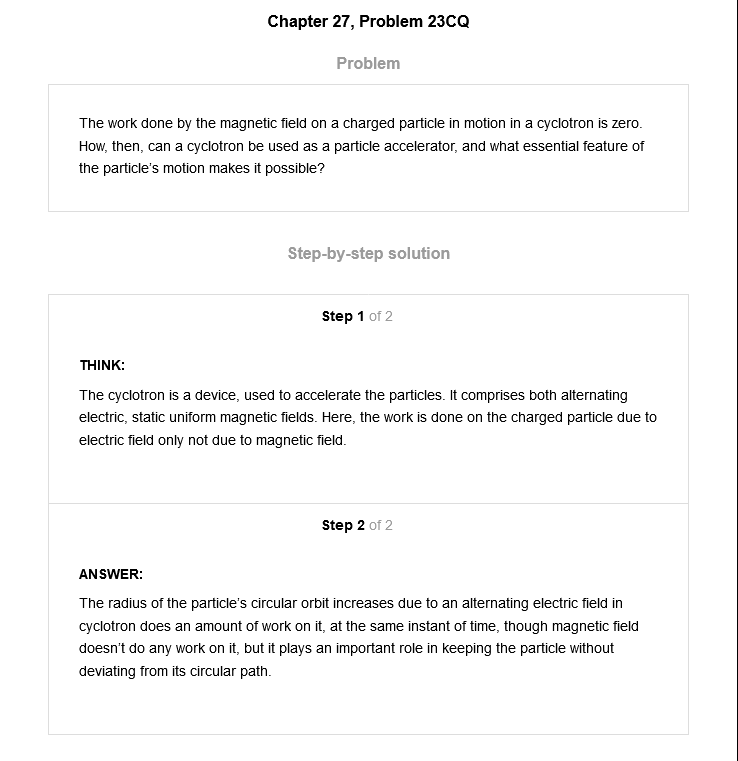 Chapter 27, Problem 23CQ
Problem
The work done by the magnetic field on a charged particle in motion in a cyclotron is zero.
How, then, can a cyclotron be used as a particle accelerator, and what essential feature of
the particle's motion makes it possible?
Step-by-step solution
Step 1 of 2
THINK:
The cyclotron is a device, used to accelerate the particles. It comprises both alternating
electric, static uniform magnetic fields. Here, the work is done on the charged particle due to
electric field only not due to magnetic field.
Step 2 of 2
ANSWER:
The radius of the particle's circular orbit increases due to an alternating electric field in
cyclotron does an amount of work on it, at the same instant of time, though magnetic field
doesn't do any work on it, but it plays an important role in keeping the particle without
deviating from its circular path.